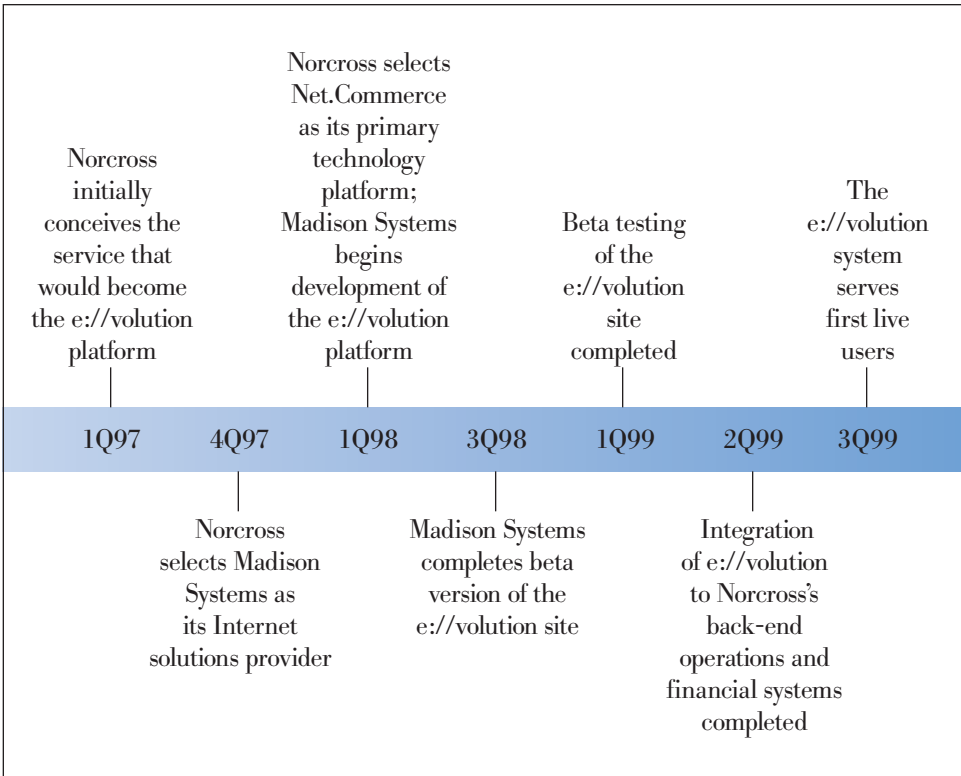 Norcross
initially
conceives the
service that
would become
the e://volution
platform
Norcross selects
Net.Commerce
as its primary
technology
platform;
Madison Systems
begins
development of
the e://volution
platform
Beta testing
of the
e://volution
site
completed
The
e://volution
system
serves
first live
users
1Q97
4Q97
1Q98
3Q98
1Q99
2Q99
3Q99
Norcross
selects Madison
Systems as
its Internet
solutions provider
Madison Systems
completes beta
version of the
e://volution site
Integration
of e://volution
to Norcross's
back-end
operations and
financial systems
completed